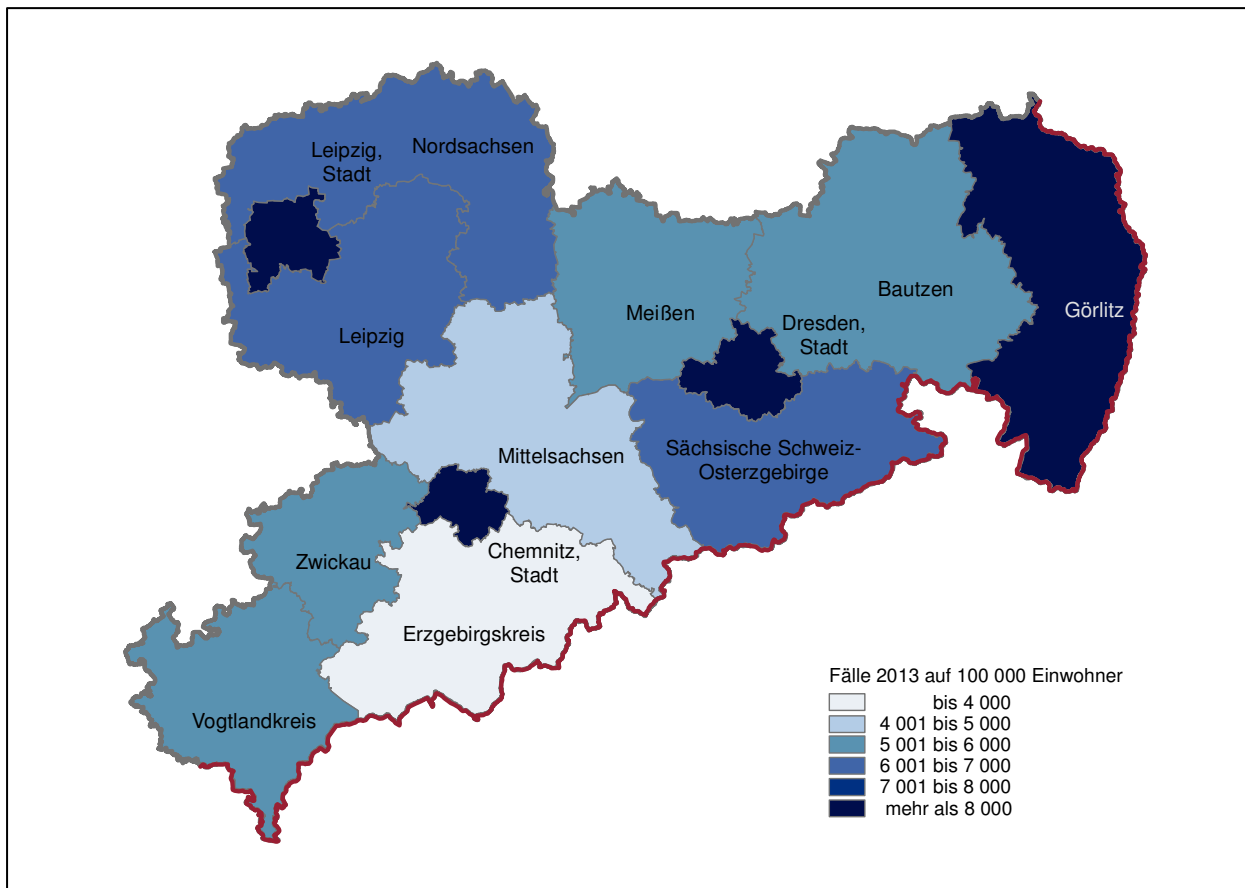 Leipzig,
Stadt
Nordsachsen
Leipzig
Meißen
Dresden,
Stadt
Bautzen
Görlitz
Mittelsachsen
Sächsische Schweiz-
Osterzgebirge
Zwickau
Chemnitz,
Stadt
Erzgebirgskreis
Vogtlandkreis
Fälle 2013 auf 100 000 Einwohner
bis 4 000
4 001 bis 5 000
5 001 bis 6 000
6 001 bis 7 000
7 001 bis 8 000
mehr als 8 000